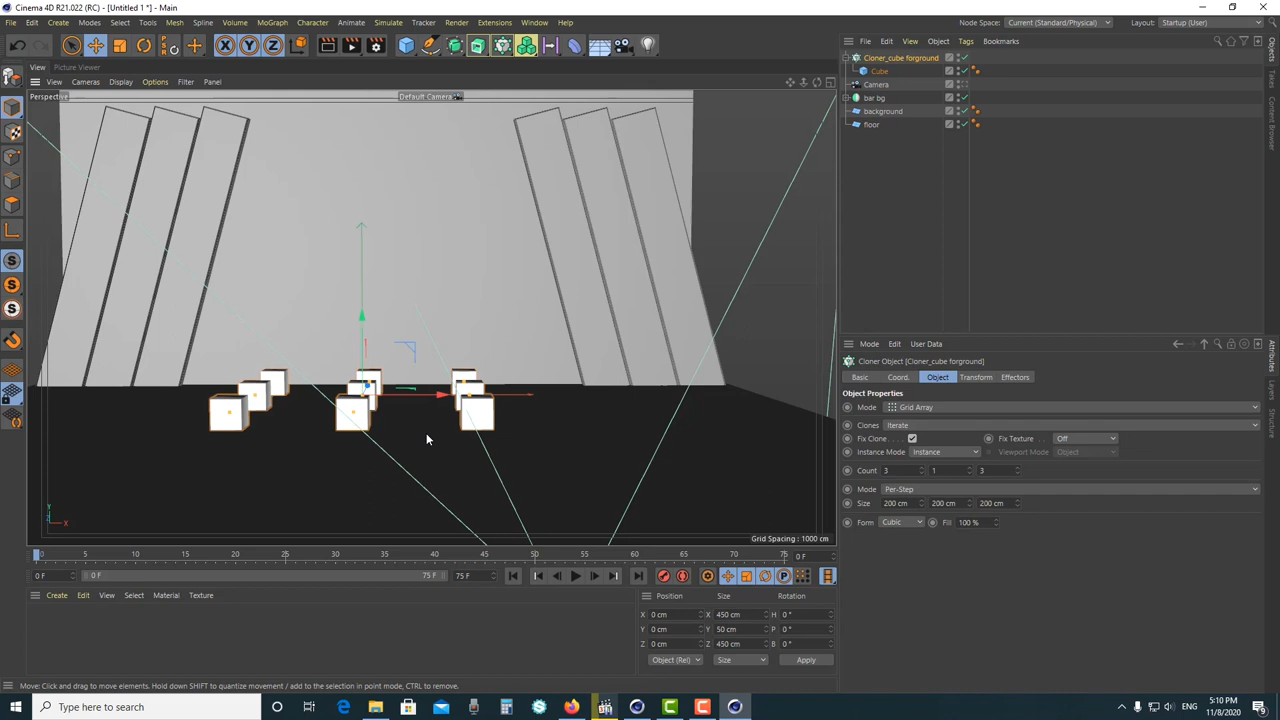 Cinema 4D R21.022 (RC) - [Untitled 1 *] - Main
File Edit Create Modes Select Tools Mesh Spline Volume MoGraph Character Animate Simulate Tracker Render Extensions Window Help
Node Space: Current (Standard/Physical) Layout: Startup (User)
View Picture Viewer
View Cameras Display Options Filter Panel
Perspective Default Camera
Grid Spacing : 1000 cm
Y X
0 5 10 15 20 25 30 35 40 45 50 55 60 65 70 75 0 F
0 F 0 F 75 F 75 F
Create Edit View Select Material Texture
Position Size Rotation
X 0 cm X 450 cm H 0 °
Y 0 cm Y 50 cm P 0 °
Z 0 cm Z 450 cm B 0 °
Object (Rel) Size Apply
Move: Click and drag to move elements. Hold down SHIFT to quantize movement / add to the selection in point mode, CTRL to remove.
File Edit View Object Tags Bookmarks
Cloner_cube forground
Cube
Camera
bar bg
background
floor
Mode Edit User Data
Cloner Object [Cloner_cube forground]
Basic Coord. Object Transform Effectors
Object Properties
Mode Grid Array
Clones Iterate
Fix Clone Fix Texture Off
Instance Mode Instance Viewport Mode Object
Count 3 1 3
Mode Per-Step
Size 200 cm 200 cm 200 cm
Form Cubic Fill 100 %
Objects
Layers
Structure
Attributes
Type here to search
ENG 5:10 PM
11/8/2020